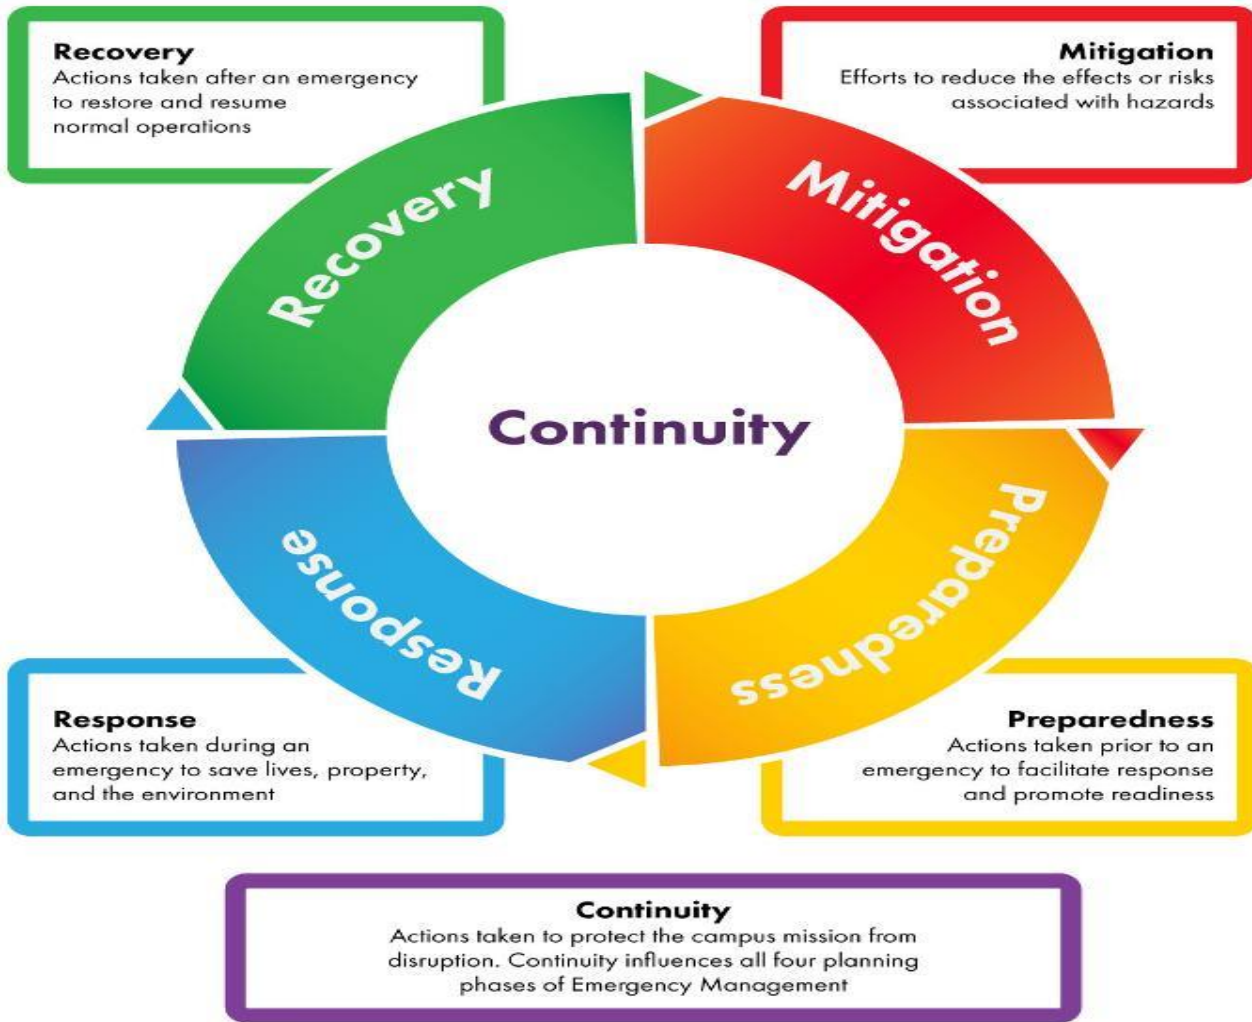 Recovery
Actions taken after an emergency
to restore and resume
normal operations
Mitigation
Efforts to reduce the effects or risks
associated with hazards
Recovery
Mitigation
Continuity
Response
Preparedness
Response
Actions taken during an
emergency to save lives, property,
and the environment
Preparedness
Actions taken prior to an
emergency to facilitate response
and promote readiness
Continuity
Actions taken to protect the campus mission from
disruption. Continuity influences all four planning
phases of Emergency Management